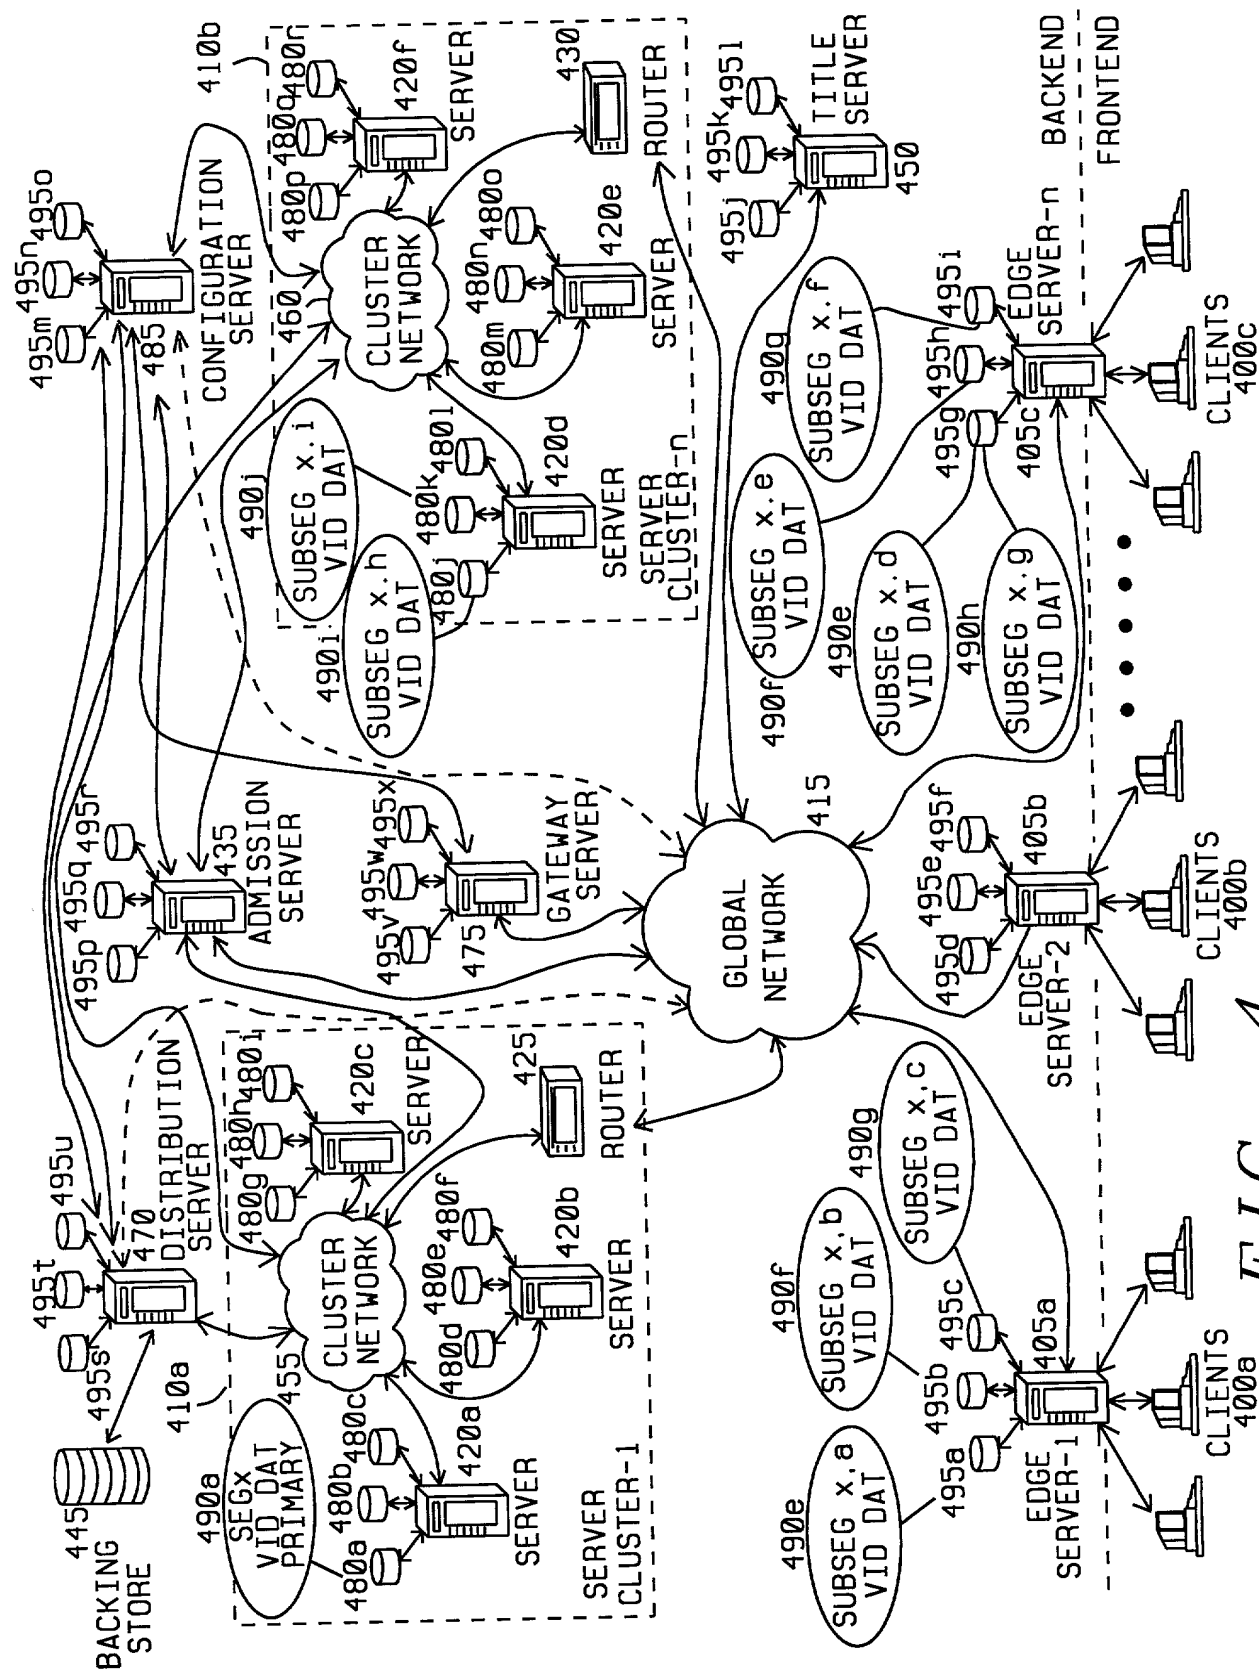 445
BACKING
STORE
495s
495t
495u
470
DISTRIBUTION
SERVER
495p
495q
495r
435
ADMISSION
SERVER
495m
495n
495o
485
CONFIGURATION
SERVER
410a
490a
SEGx
VID DAT
PRIMARY
480a
480b
480c
420a
SERVER
455
CLUSTER
NETWORK
480g
480h
480i
420c
SERVER
480d
480e
480f
420b
SERVER
425
ROUTER
SERVER
CLUSTER-1
495v
495w
495x
475
GATEWAY
SERVER
410b
490j
SUBSEG x.i
VID DAT
490i
SUBSEG x.h
VID DAT
480j
480k
480l
420d
SERVER
460
CLUSTER
NETWORK
480p
480q
480r
420f
SERVER
480m
480n
480o
420e
SERVER
430
ROUTER
SERVER
CLUSTER-n
GLOBAL
NETWORK
415
495j
495k
495l
TITLE
SERVER
450
490e
SUBSEG x,a
VID DAT
490f
SUBSEG x,b
VID DAT
490g
SUBSEG x,c
VID DAT
495a
495b
495c
405a
EDGE
SERVER-1
495d
495e
495f
405b
EDGE
SERVER-2
490f
SUBSEG x.e
VID DAT
490g
SUBSEG x.f
VID DAT
490e
SUBSEG x.d
VID DAT
490h
SUBSEG x.g
VID DAT
495g
495h
495i
405c
EDGE
SERVER-n
BACKEND
FRONTEND
CLIENTS
400a
CLIENTS
400b
CLIENTS
400c
FIG. 4